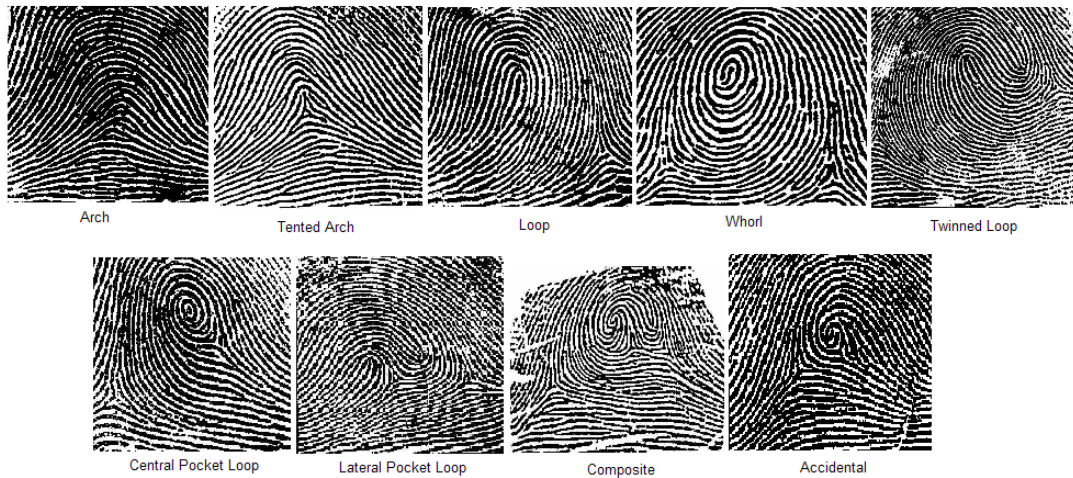 Arch
Tented Arch
Loop
Whorl
Twinned Loop
Central Pocket Loop
Lateral Pocket Loop
Composite
Accidental